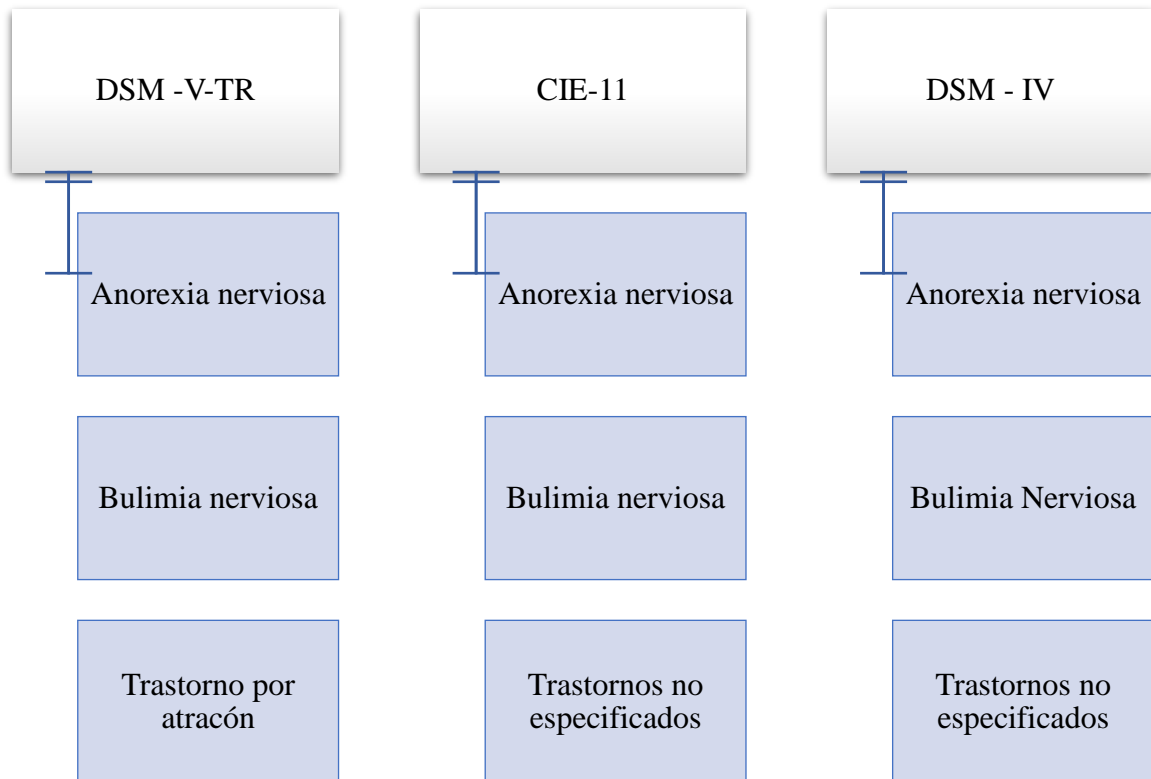 DSM -V-TR
Anorexia nerviosa
Bulimia nerviosa
Trastorno por
atracón
CIE-11
Anorexia nerviosa
Bulimia nerviosa
Trastornos no
especificados
DSM - IV
Anorexia nerviosa
Bulimia Nerviosa
Trastornos no
especificados